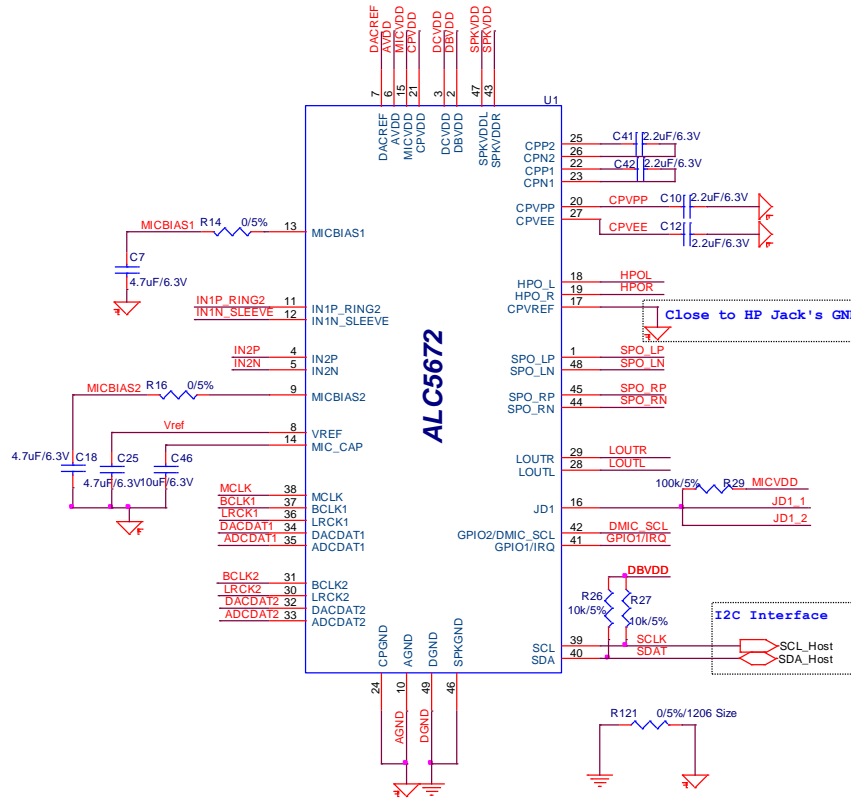 DACREF
AVDD
MICVDD
CPVDD
DCVDD
DBVDD
SPKVDD
SPKVDD
7
6
15
21
3
2
47
43
U1
DACREF
AVDD
MICVDD
CPVDD
DCVDD
DBVDD
SPKVDDL
SPKVDDR
CPP2 25 C41 2.2uF/6.3V
CPN2 26
CPP1 22 C42 2.2uF/6.3V
CPN1 23
CPVPP 20 CPVPP C10 2.2uF/6.3V
CPVEE 27 CPVEE C12 2.2uF/6.3V
MICBIAS1 R14 0/5% 13 MICBIAS1
C7
4.7uF/6.3V
HPO_L 18 HPOL
HPO_R 19 HPOR
CPVREF 17
Close to HP Jack's GN
IN1P_RING2 11 IN1P_RING2
IN1N_SLEEVE 12 IN1N_SLEEVE
ALC5672
IN2P 4 IN2P
IN2N 5 IN2N
SPO_LP 1 SPO_LP
SPO_LN 48 SPO_LN
MICBIAS2 R16 0/5% 9 MICBIAS2
SPO_RP 45 SPO_RP
SPO_RN 44 SPO_RN
Vref 8 VREF
14 MIC_CAP
4.7uF/6.3V C18
C25
4.7uF/6.3V
C46
10uF/6.3V
LOUTR 29 LOUTR
LOUTL 28 LOUTL
100k/5% R29 MICVDD
JD1 16 JD1_1
JD1_2
MCLK 38 MCLK
BCLK1 37 BCLK1
LRCK1 36 LRCK1
DACDAT1 34 DACDAT1
ADCDAT1 35 ADCDAT1
GPIO2/DMIC_SCL 42 DMIC_SCL
GPIO1/IRQ 41 GPIO1/IRQ
BCLK2 31 BCLK2
LRCK2 30 LRCK2
DACDAT2 32 DACDAT2
ADCDAT2 33 ADCDAT2
DBVDD
R26
10k/5%
R27
10k/5%
I2C Interface
SCL 39 SCLK SCL_Host
SDA 40 SDAT SDA_Host
CPGND
AGND
DGND
SPKGND
24
10
49
46
AGND
DGND
R121 0/5%/1206 Size